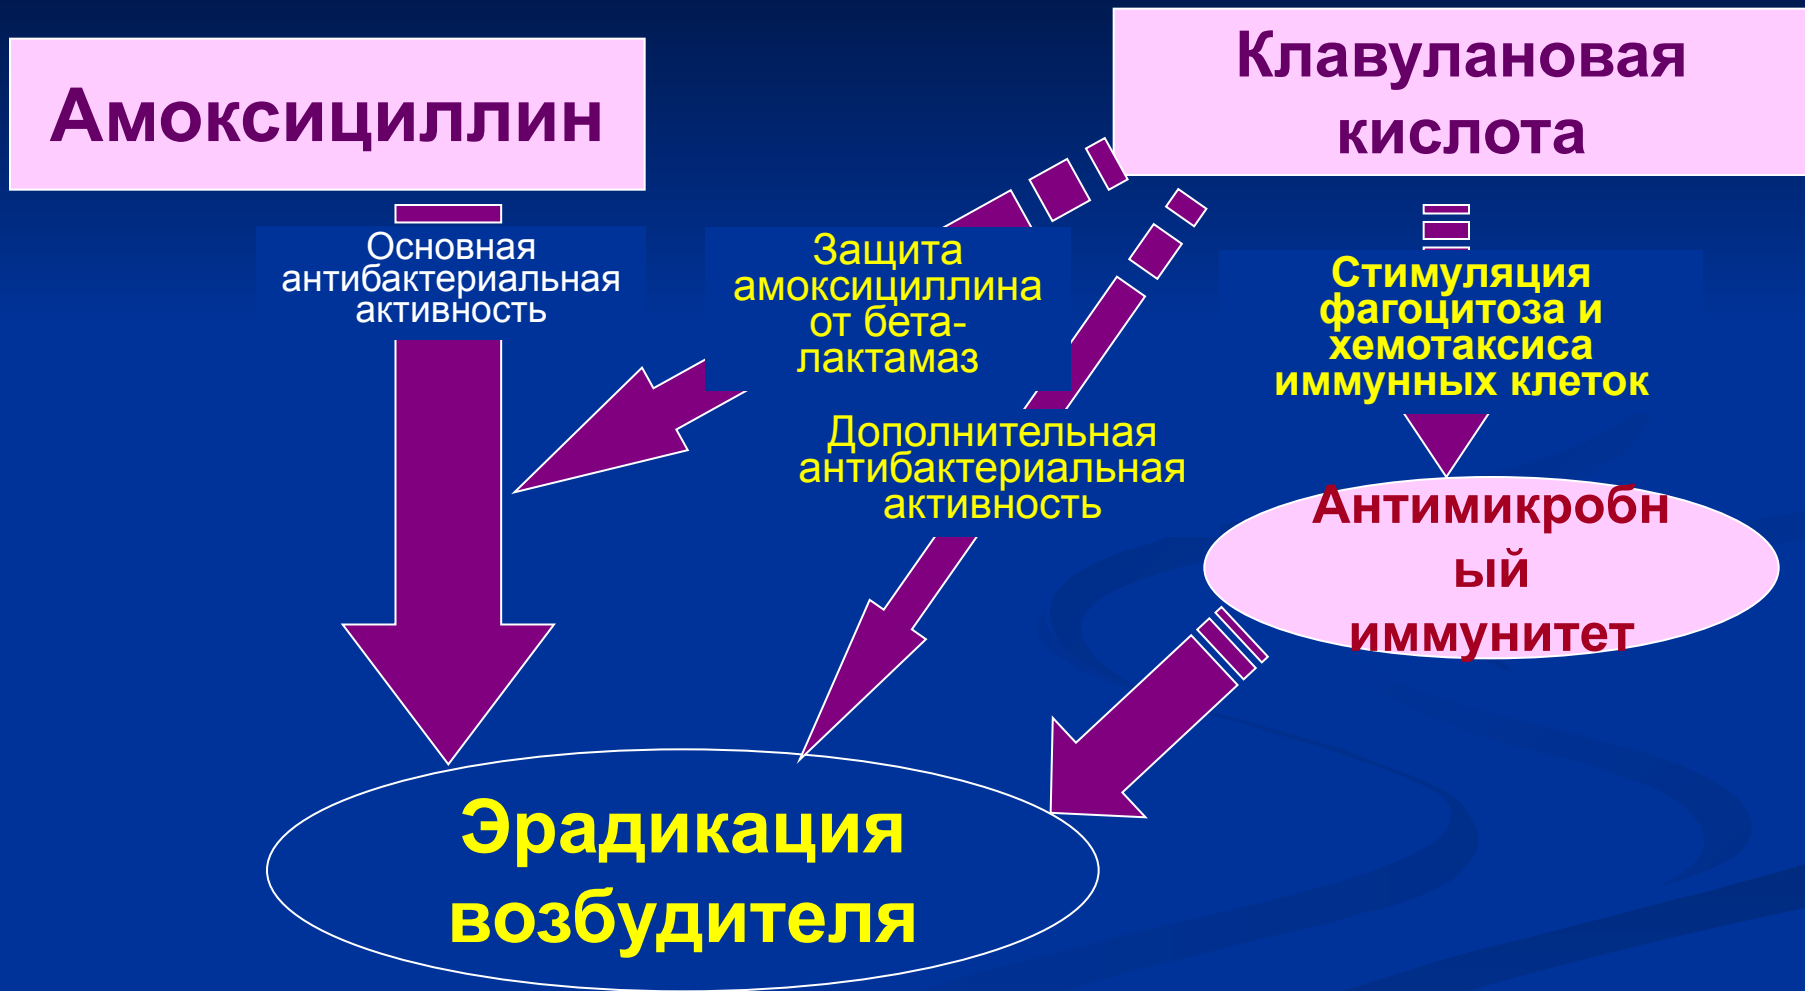 Амоксициллин
Клавулановая
кислота
Основная
антибактериальная
активность
Защита
амоксициллина
от бета-
лактамаз
Дополнительная
антибактериальная
активность
Стимуляция
фагоцитоза и
хемотаксиса
иммунных клеток
Антимикробн
ый
иммунитет
Эрадикация
возбудителя